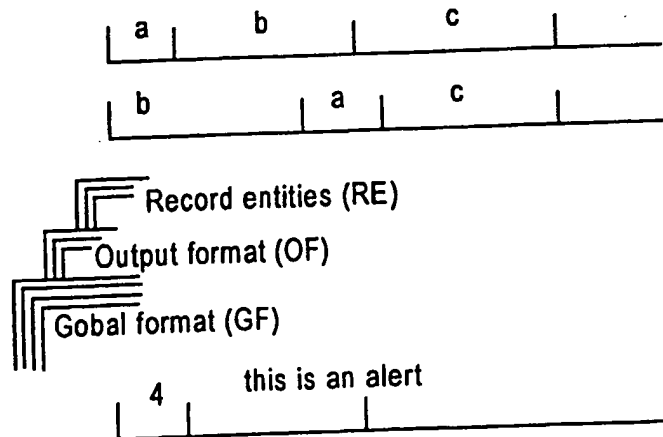 a b c
b a c
Record entities (RE)
Output format (OF)
Gobal format (GF)
4 this is an alert